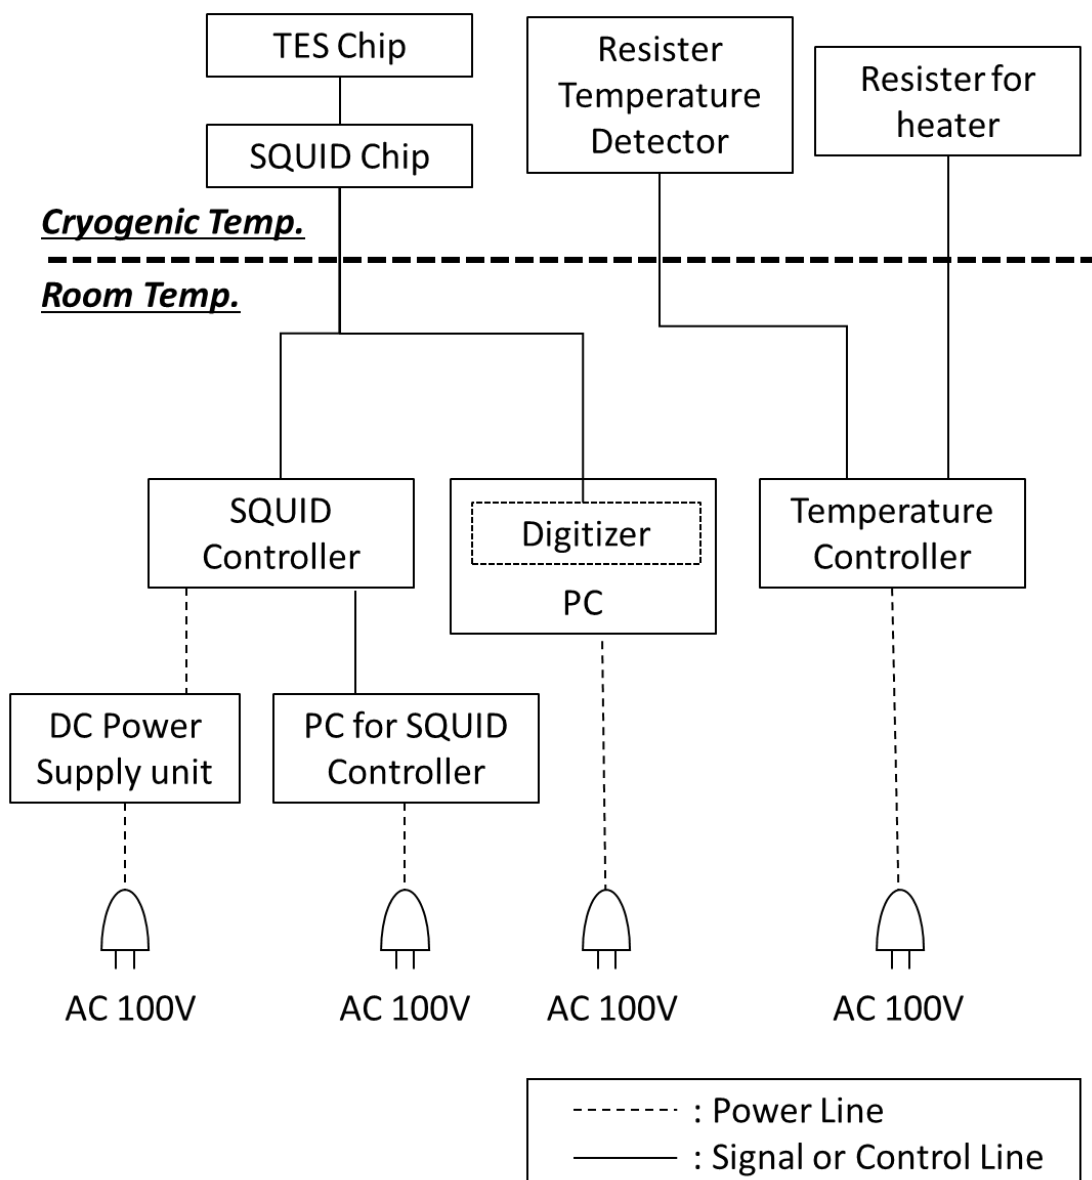 TES Chip
SQUID Chip
Resister
Temperature
Detector
Resister for
heater
Cryogenic Temp.
Room Temp.
SQUID
Controller
Digitizer
PC
Temperature
Controller
DC Power
Supply unit
PC for SQUID
Controller
AC 100V
AC 100V
AC 100V
AC 100V
: Power Line
: Signal or Control Line